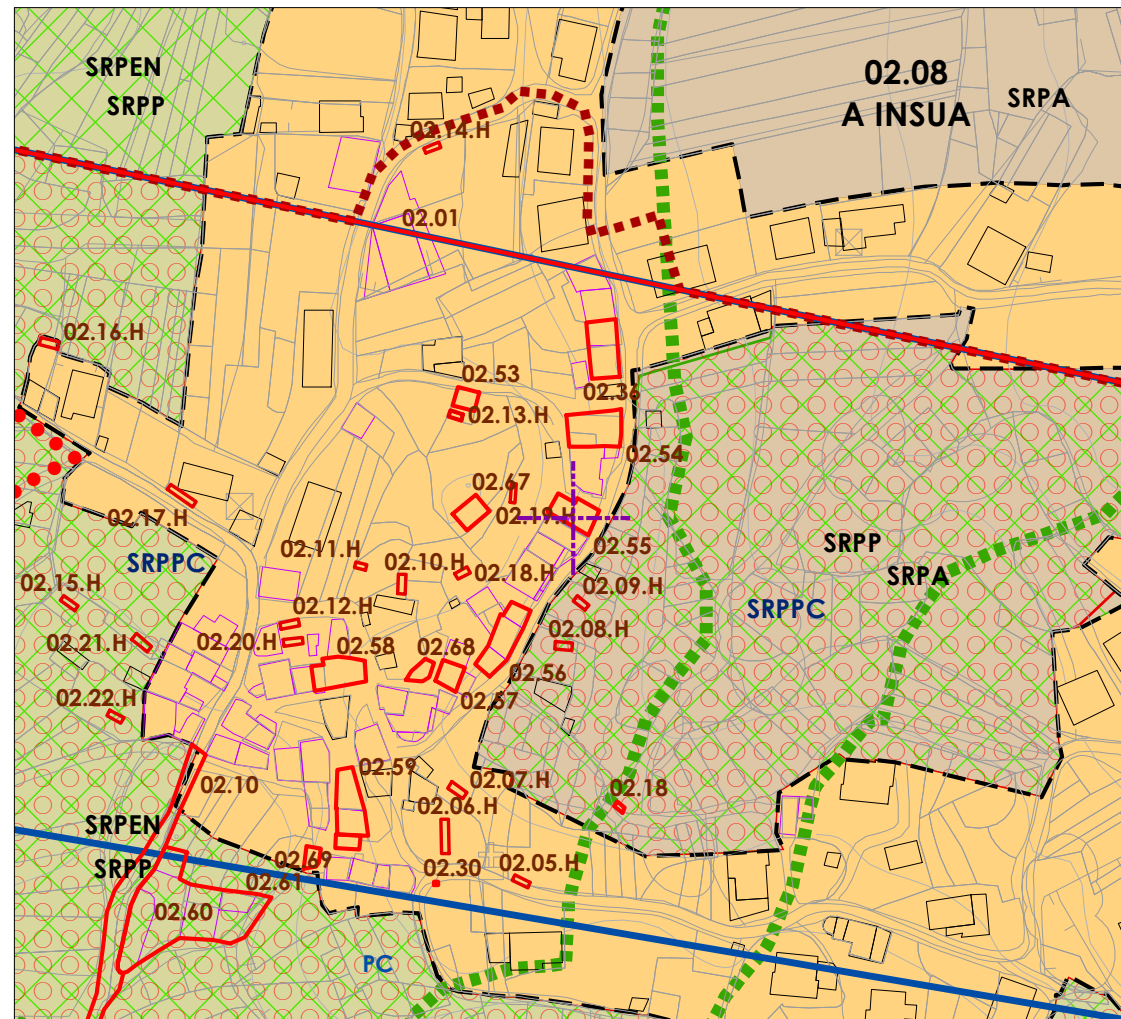 SRPEN
SRPP
02.08
A INSUA
SRPA
02.14.H
02.01
02.16.H
02.53
02.36
02.13.H
02.54
02.67
02.19.H
02.17.H
02.55
02.11.H
02.10.H
02.18.H
SRPP
SRPA
SRPPC
SRPPC
02.15.H
02.09.H
02.12.H
02.21.H
02.20.H
02.58
02.68
02.08.H
02.56
02.57
02.22.H
02.10
02.59
02.07.H
02.06.H
02.18
SRPEN
SRPP
02.69
02.61
02.30
02.05.H
02.60
PC